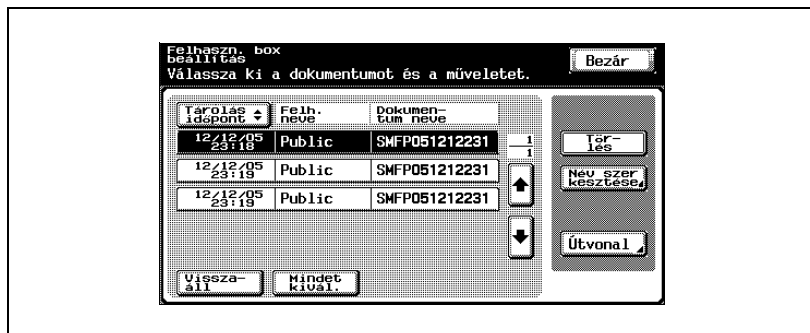 Felhaszn. box
beállítás
Válassza ki a dokumentumot és a műveletet.
Bezár
Tárolás
időpont
Felh.
neve
Dokumen-
tum neve
12/12/05
23:18
Public
SMFP051212231
1
1
12/12/05
23:19
Public
SMFP051212231
12/12/05
23:19
Public
SMFP051212231
Tör-
lés
Név szer
kesztése
Útvonal
Vissza-
áll
Mindet
kivál.